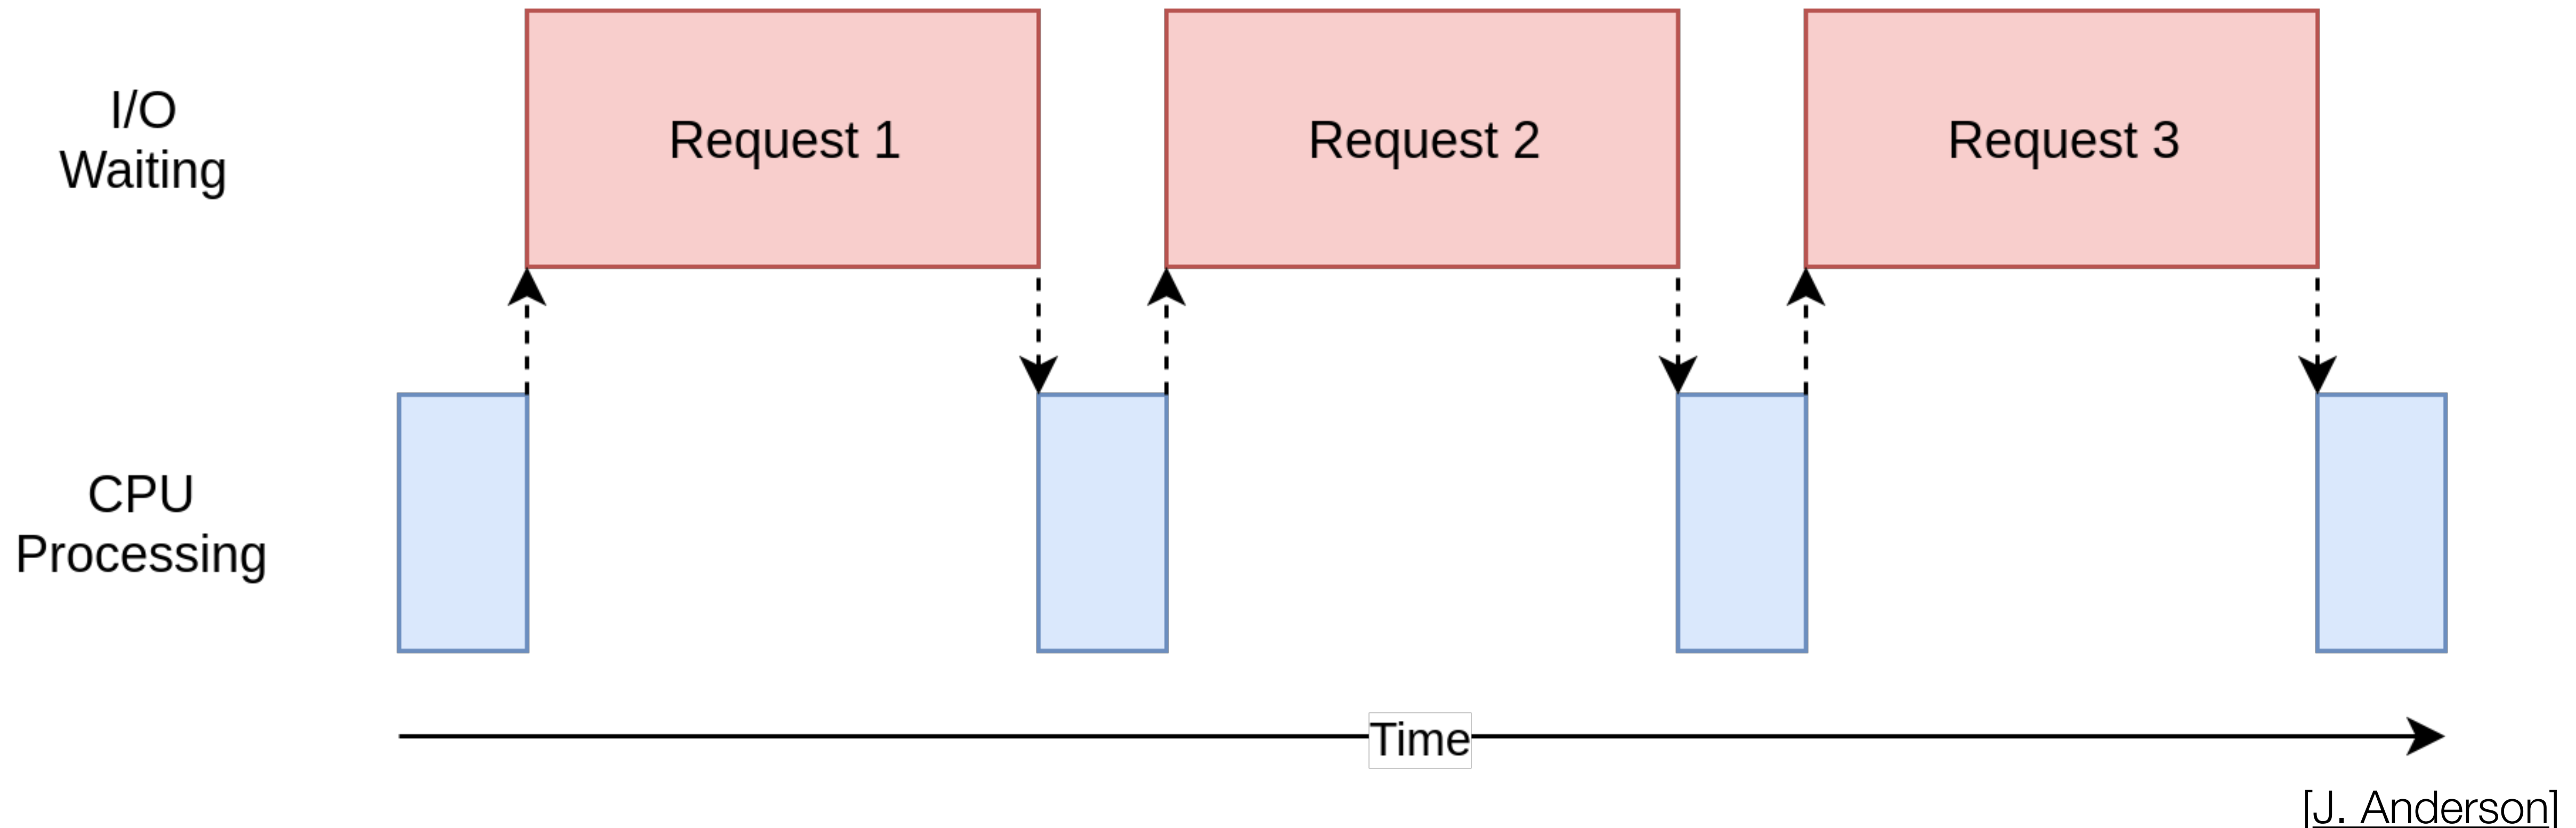 I/O
Waiting
Request 1
Request 2
Request 3
CPU
Processing
Time
[J. Anderson]